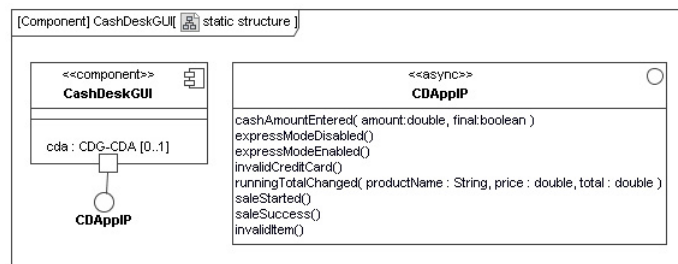 [Component] CashDeskGUI[ static structure ]
<<component>>
CashDeskGUI
cda : CDG-CDA [0..1]
CDAppIP
<<async>>
CDAppIP
cashAmountEntered( amount:double, final:boolean )
expressModeDisabled()
expressModeEnabled()
invalidCreditCard()
runningTotalChanged( productName : String, price : double, total : double )
saleStarted()
saleSuccess()
invalidItem()